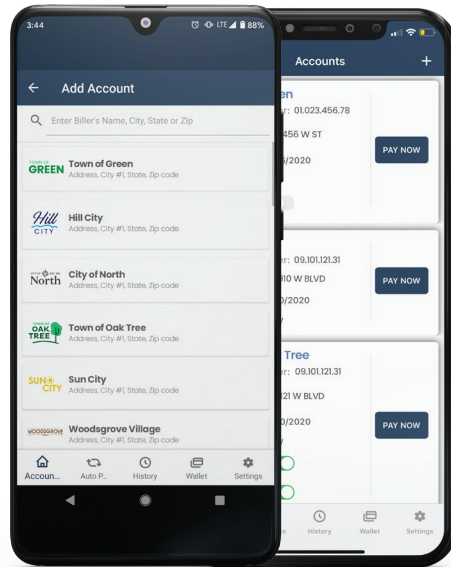 3:44
LTE 88%
Add Account
Enter Biller's Name, City, State or Zip
TOWN OF
GREEN
Town of Green
Address, City #1, State, Zip code
Hill
CITY
Hill City
Address, City #1, State, Zip code
North
City of North
Address, City #1, State, Zip code
TOWN OF
OAK
TREE
Town of Oak Tree
Address, City #1, State, Zip code
SUN
CITY
Sun City
Address, City #1, State, Zip code
WOODSGROVE
Woodsgrove Village
Address, City #1, State, Zip code
Accoun...
Auto P..
History
Wallet
Settings
Accounts
+
en
r: 01.023.456.78
456 W ST
/2020
PAY NOW
er: 09.101.121.31
910 W BLVD
0/2020
PAY NOW
Tree
er: 09.101.121.31
121 W BLVD
0/2020
PAY NOW
History
Wallet
Settings